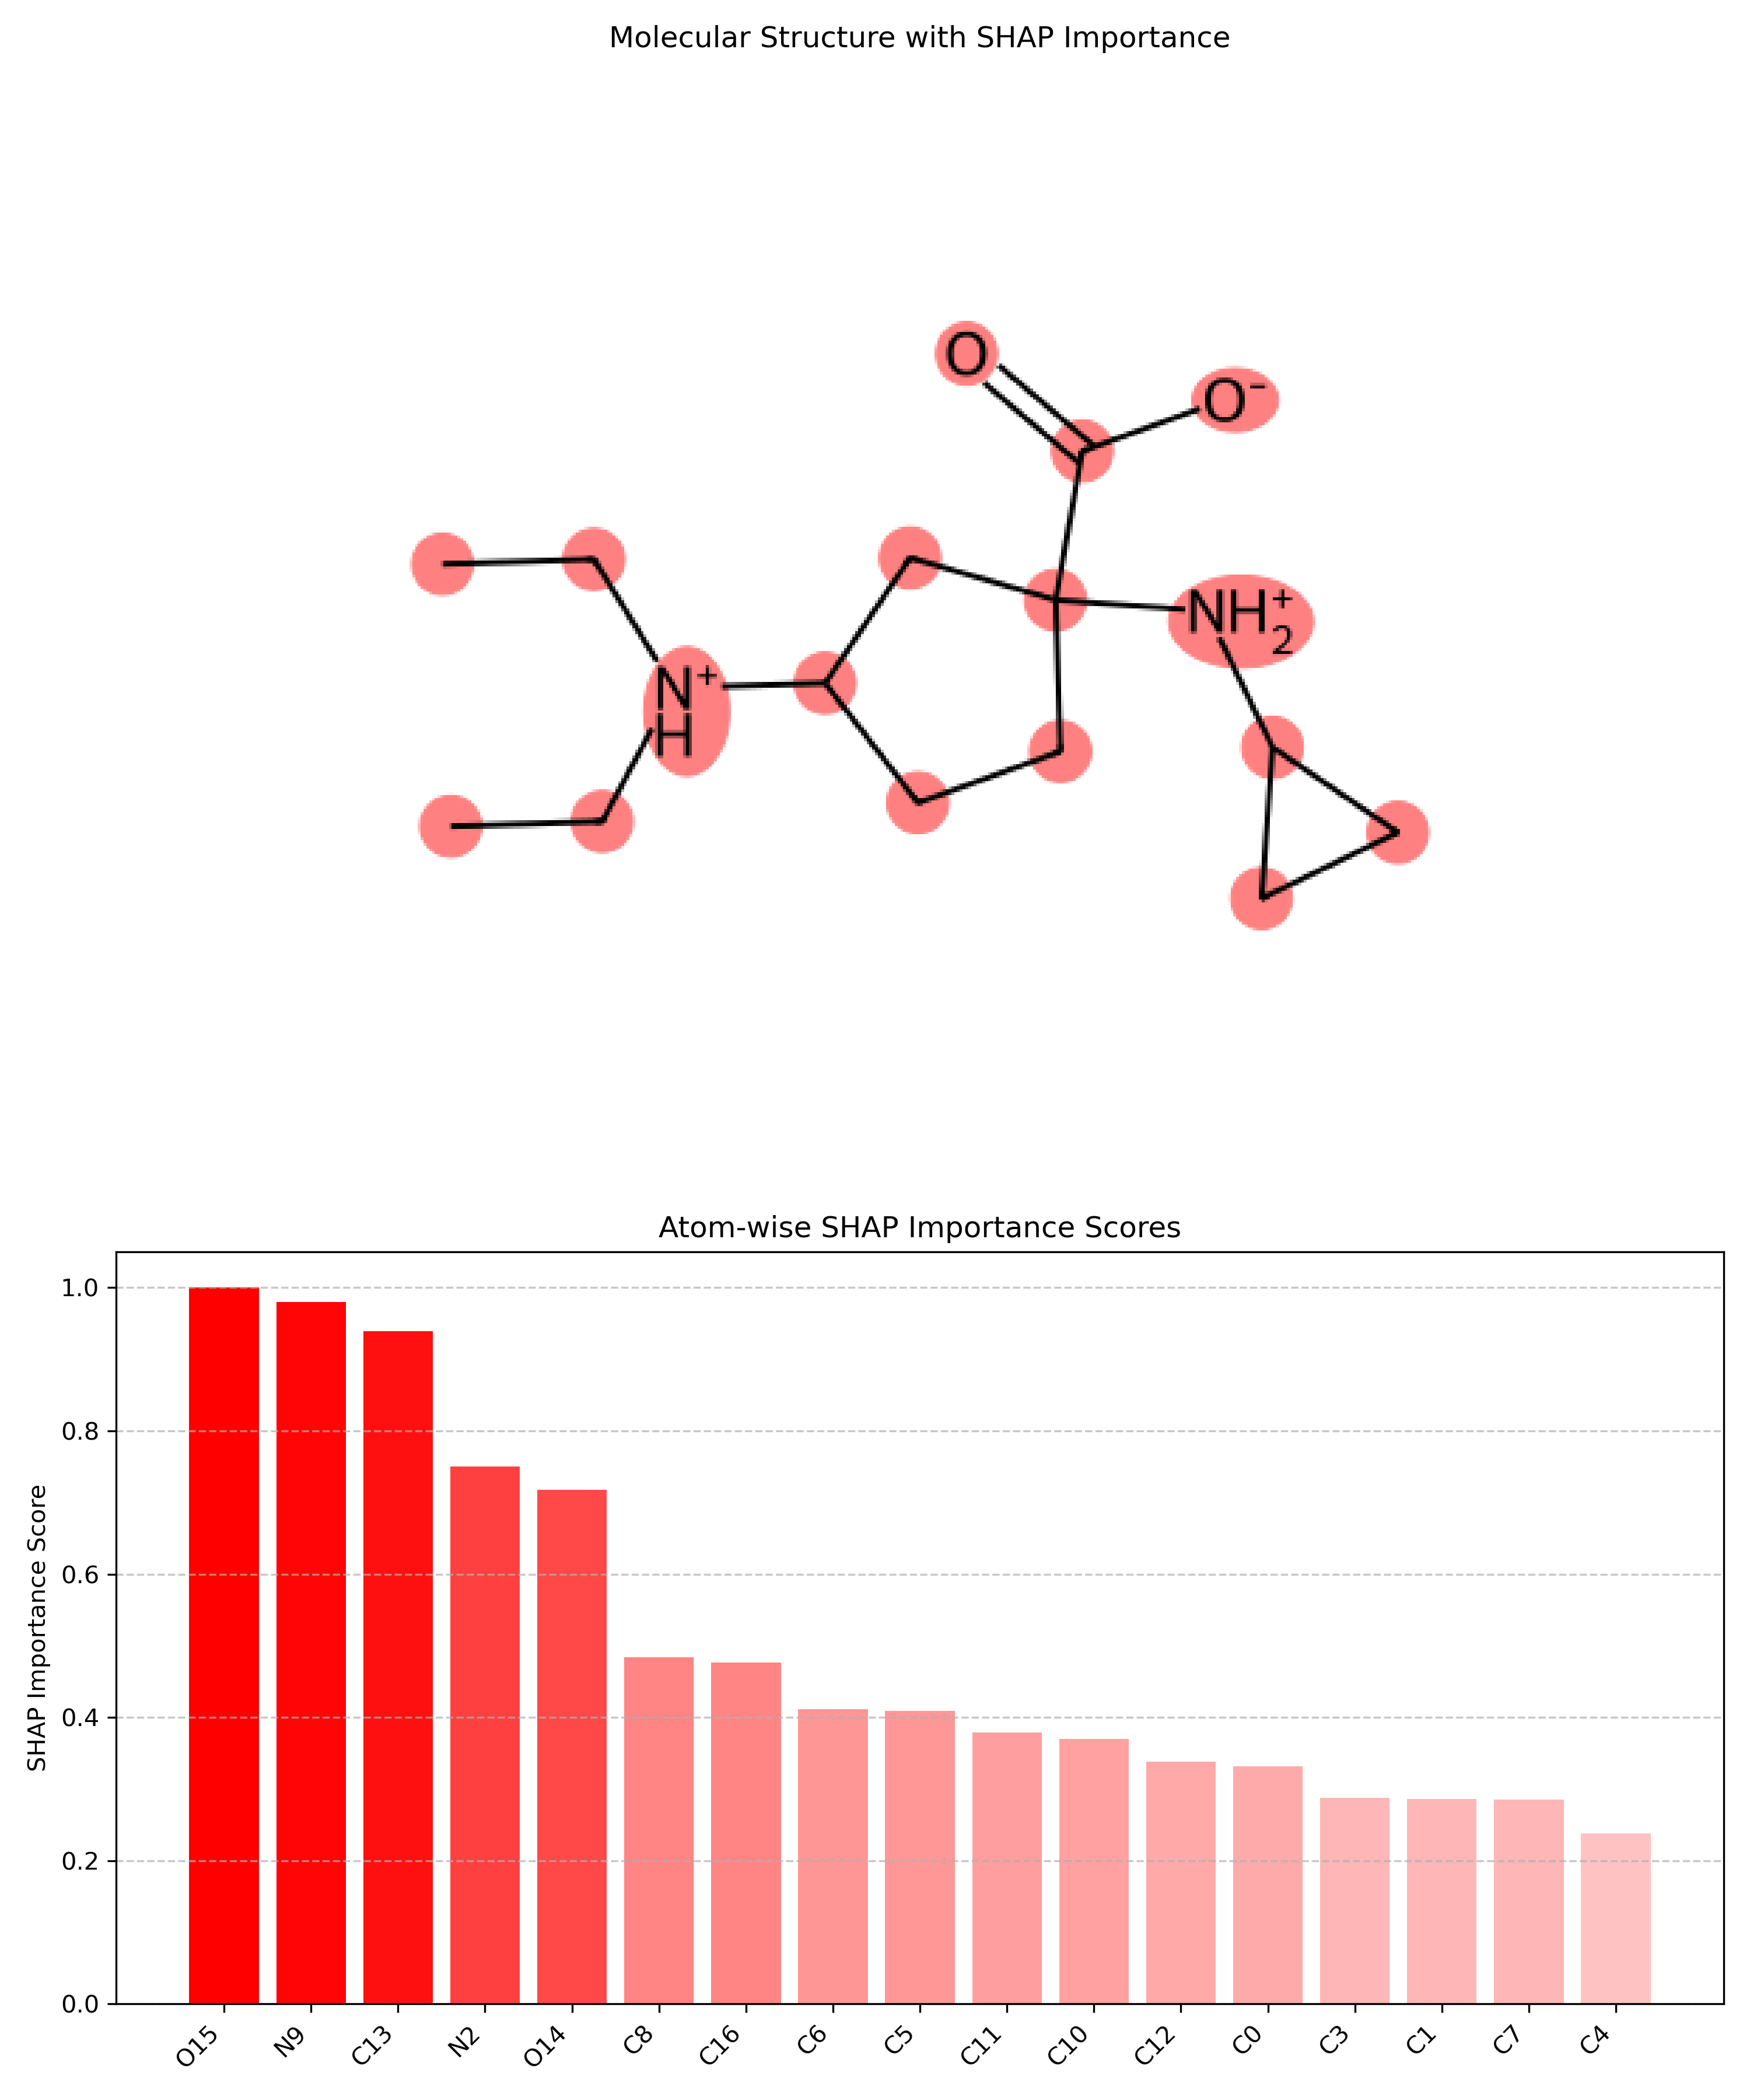 Molecular Structure with SHAP Importance
O
O⁻
NH₂⁺
N⁺
H
Atom-wise SHAP Importance Scores
SHAP Importance Score
1.0
0.8
0.6
0.4
0.2
0.0
O15 N9 C13 N2 O14 C8 C16 C6 C5 C11 C10 C12 C0 C3 C1 C7 C4